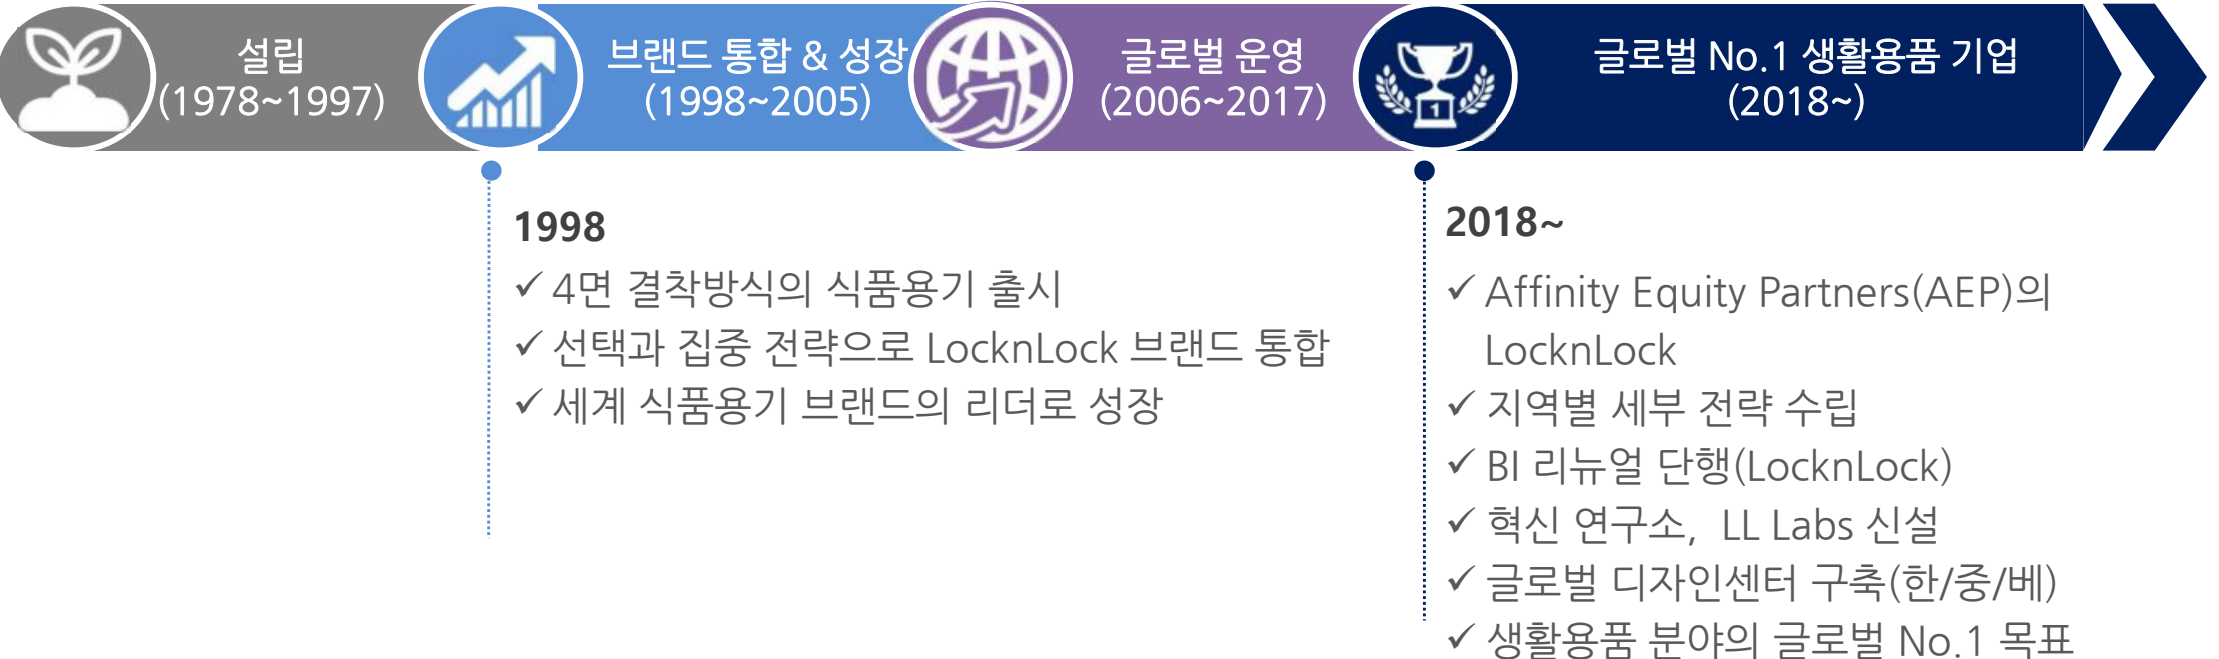 설립
(1978~1997)
브랜드 통합 & 성장
(1998~2005)
글로벌 운영
(2006~2017)
1
글로벌 No.1 생활용품 기업
(2018~)
1998
✓ 4면 결착방식의 식품용기 출시
✓ 선택과 집중 전략으로 LocknLock 브랜드 통합
✓ 세계 식품용기 브랜드의 리더로 성장
2018~
✓ Affinity Equity Partners(AEP)의
LocknLock
✓ 지역별 세부 전략 수립
✓ BI 리뉴얼 단행(LocknLock)
✓ 혁신 연구소, LL Labs 신설
✓ 글로벌 디자인센터 구축(한/중/베)
✓ 생활용품 분야의 글로벌 No.1 목표